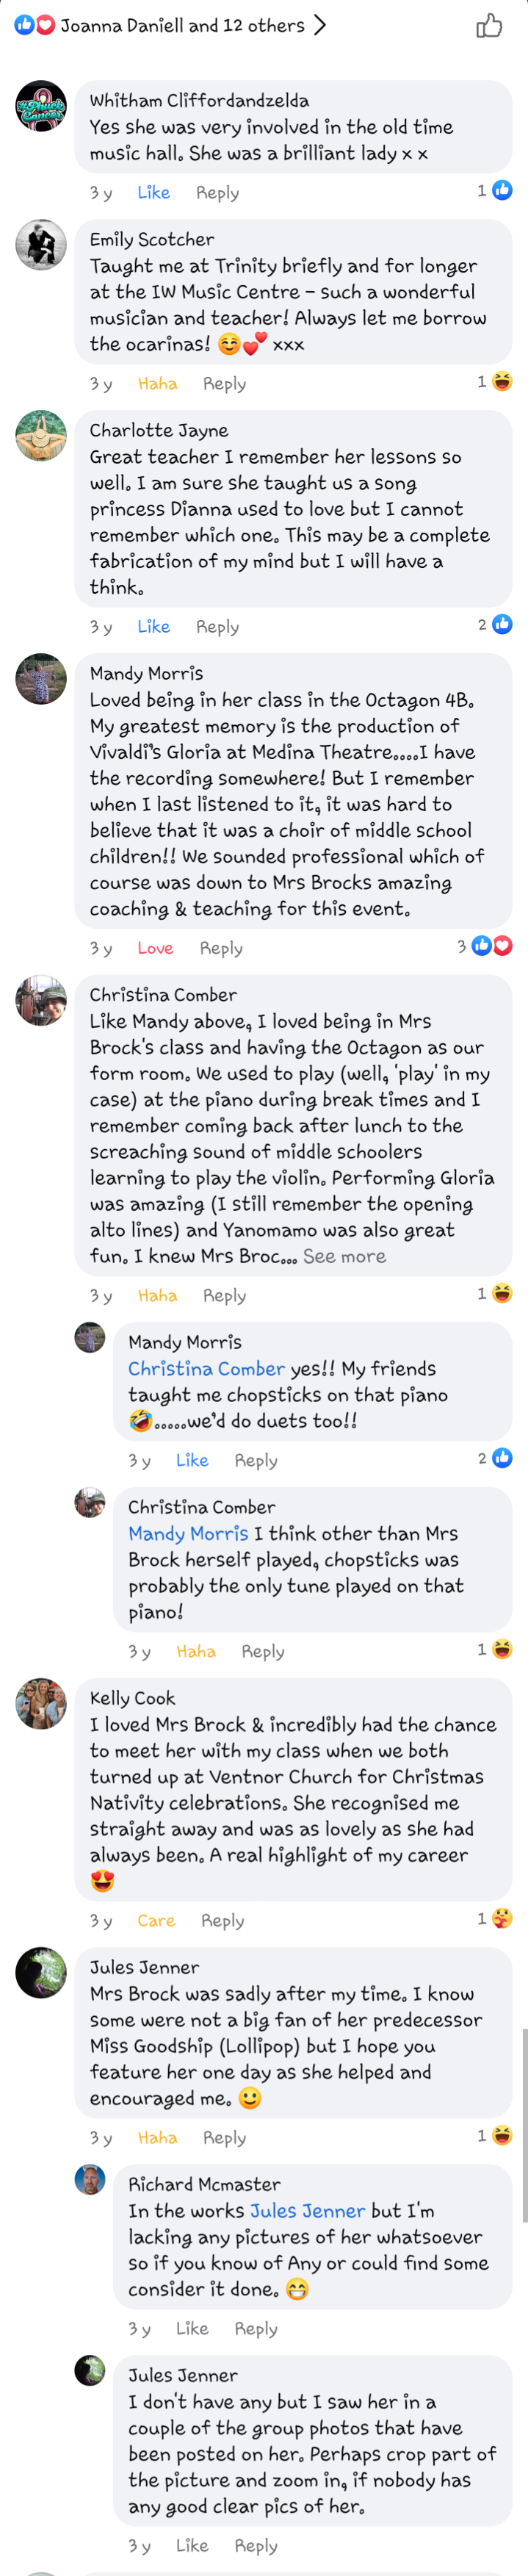 Joanna Daniell and 12 others
Whitham Cliffordandzelda
Yes she was very involved in the old time
music hall. She was a brilliant lady x x
3 y Like Reply 1
Emily Scotcher
Taught me at Trinity briefly and for longer
at the IW Music Centre – such a wonderful
musician and teacher! Always let me borrow
the ocarinas! ☺️💕 xxx
3 y Haha Reply 1
Charlotte Jayne
Great teacher I remember her lessons so
well. I am sure she taught us a song
princess Dianna used to love but I cannot
remember which one. This may be a complete
fabrication of my mind but I will have a
think.
3 y Like Reply 2
Mandy Morris
Loved being in her class in the Octagon 4B.
My greatest memory is the production of
Vivaldi's Gloria at Medina Theatre....I have
the recording somewhere! But I remember
when I last listened to it, it was hard to
believe that it was a choir of middle school
children!! We sounded professional which of
course was down to Mrs Brocks amazing
coaching & teaching for this event.
3 y Love Reply 3
Christina Comber
Like Mandy above, I loved being in Mrs
Brock's class and having the Octagon as our
form room. We used to play (well, 'play' in my
case) at the piano during break times and I
remember coming back after lunch to the
screaching sound of middle schoolers
learning to play the violin. Performing Gloria
was amazing (I still remember the opening
alto lines) and Yanomamo was also great
fun. I knew Mrs Broc... See more
3 y Haha Reply 1
Mandy Morris
Christina Comber yes!! My friends
taught me chopsticks on that piano
🤣.....we'd do duets too!!
3 y Like Reply 2
Christina Comber
Mandy Morris I think other than Mrs
Brock herself played, chopsticks was
probably the only tune played on that
piano!
3 y Haha Reply 1
Kelly Cook
I loved Mrs Brock & incredibly had the chance
to meet her with my class when we both
turned up at Ventnor Church for Christmas
Nativity celebrations. She recognised me
straight away and was as lovely as she had
always been. A real highlight of my career
😍
3 y Care Reply 1
Jules Jenner
Mrs Brock was sadly after my time. I know
some were not a big fan of her predecessor
Miss Goodship (Lollipop) but I hope you
feature her one day as she helped and
encouraged me. 🙂
3 y Haha Reply 1
Richard Mcmaster
In the works Jules Jenner but I'm
lacking any pictures of her whatsoever
so if you know of Any or could find some
consider it done. 😁
3 y Like Reply
Jules Jenner
I don't have any but I saw her in a
couple of the group photos that have
been posted on her. Perhaps crop part of
the picture and zoom in, if nobody has
any good clear pics of her.
3 y Like Reply